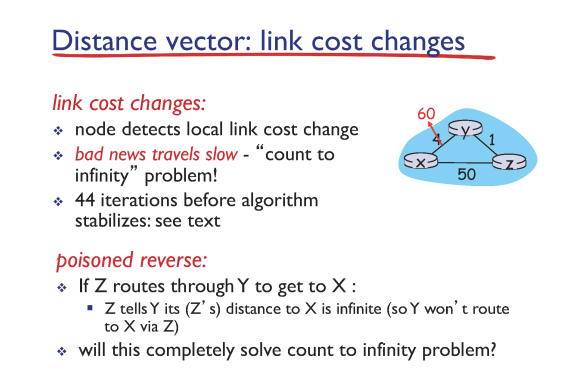 Distance vector: link cost changes
link cost changes:
❖ node detects local link cost change
❖ bad news travels slow - “count to
infinity” problem!
❖ 44 iterations before algorithm
stabilizes: see text
60
y
4
1
x
z
50
poisoned reverse:
❖ If Z routes through Y to get to X :
▪ Z tells Y its (Z’s) distance to X is infinite (so Y won’t route
to X via Z)
❖ will this completely solve count to infinity problem?